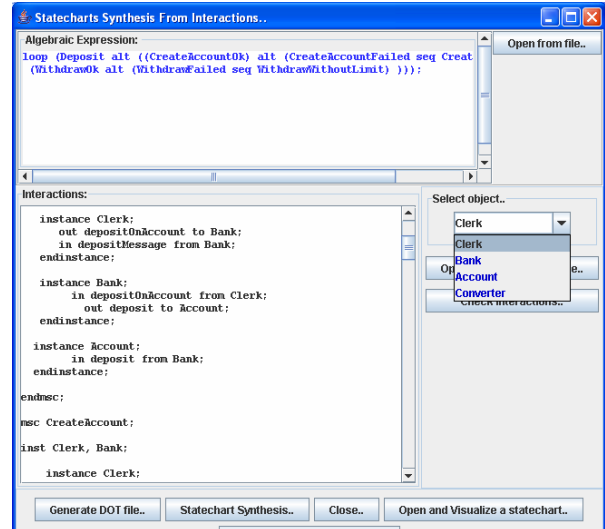 Statecharts Synthesis From Interactions..
Algebraic Expression:
Open from file..
loop (Deposit alt ((CreateAccountOk) alt (CreateAccountFailed seq Creat
(WithdrawOk alt (WithdrawFailed seq WithdrawWithoutLimit) )));
Interactions:
Select object..
instance Clerk;
out depositOnAccount to Bank;
in depositMessage from Bank;
endinstance;
instance Bank;
in depositOnAccount from Clerk;
out deposit to Account;
endinstance;
instance Account;
in deposit from Bank;
endinstance;
endmsc;
msc CreateAccount;
inst Clerk, Bank;
instance Clerk;
Clerk
Clerk
Bank
Account
Converter
Op
e..
Check interactions..
Generate DOT file..
Statechart Synthesis..
Close..
Open and Visualize a statechart..